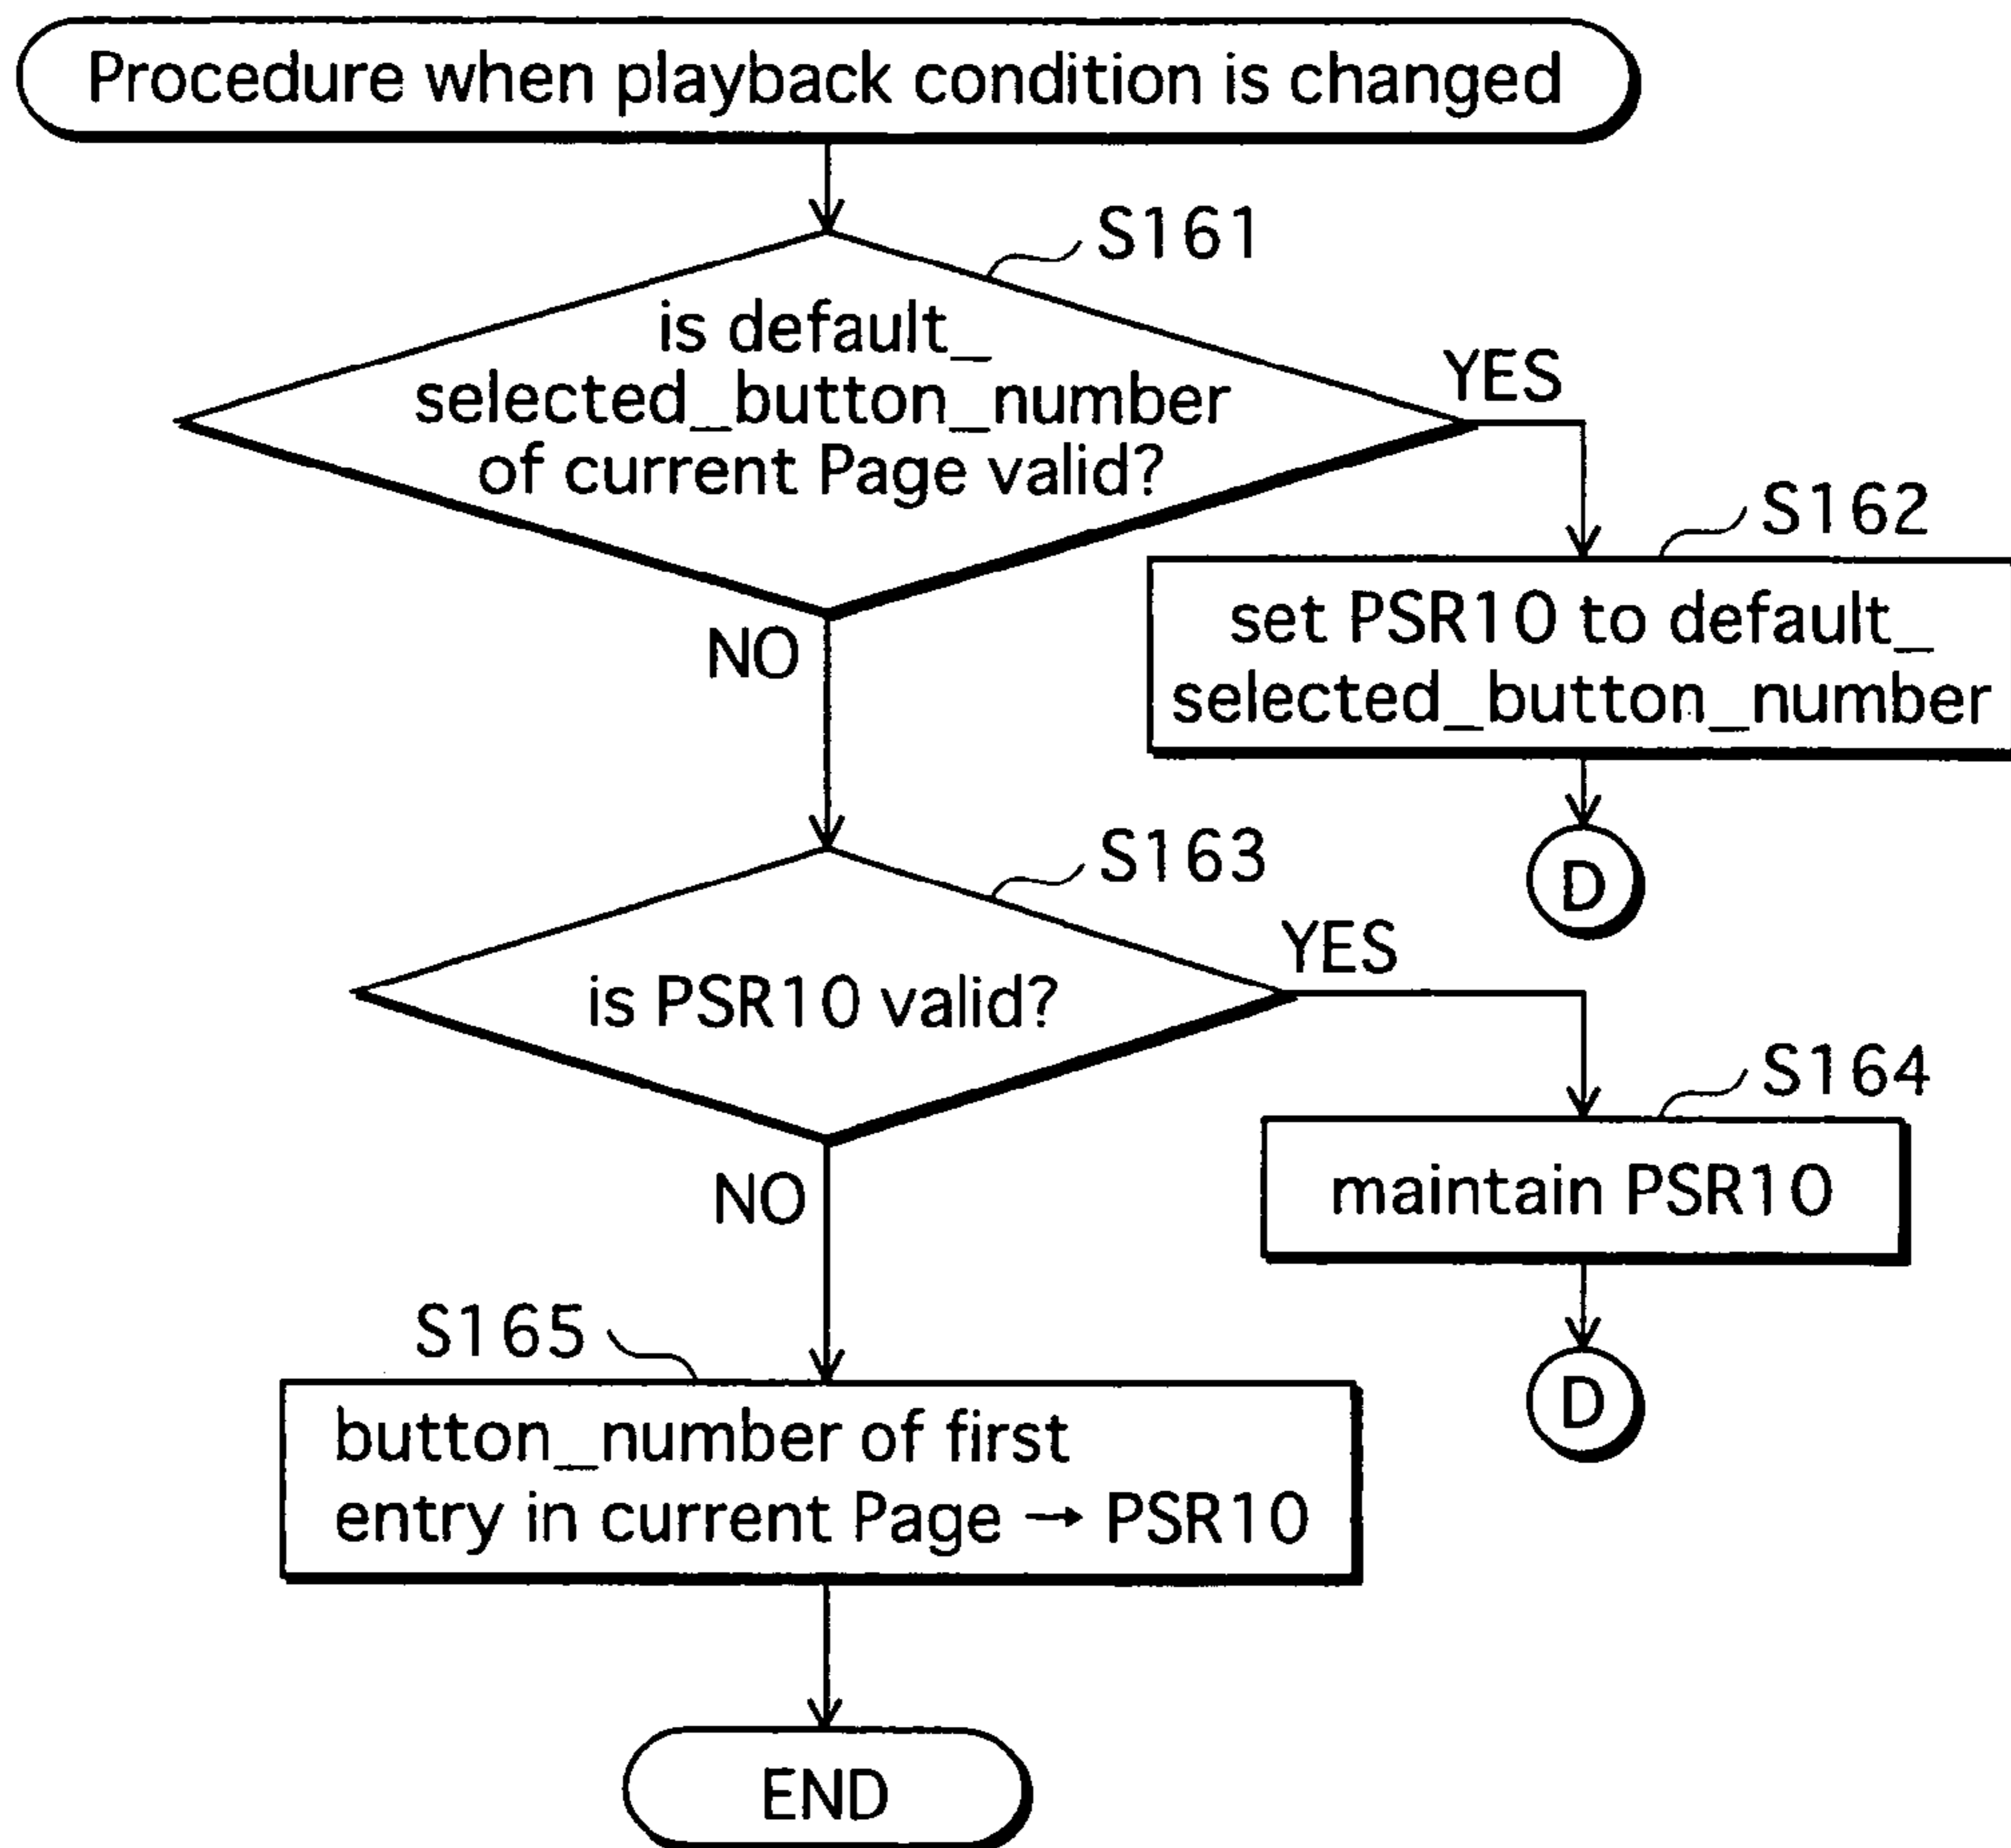 Procedure when playback condition is changed
S161
is default_
selected_button_number
of current Page valid?
YES
NO
S162
set PSR10 to default_
selected_button_number
D
S163
is PSR10 valid?
YES
NO
S164
maintain PSR10
D
S165
button_number of first
entry in current Page → PSR10
END